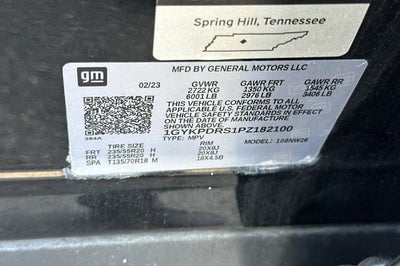 Spring Hill, Tennessee
gm
MFD BY GENERAL MOTORS LLC
02/23 GVWR GAWR FRT GAWR RR
2722 KG 1350 KG 1545 KG
6001 LB 2976 LB 3406 LB
THIS VEHICLE CONFORMS TO ALL
APPLICABLE U.S. FEDERAL MOTOR
VEHICLE SAFETY STANDARDS IN
EFFECT ON THE DATE OF
MANUFACTURE SHOWN ABOVE.
1GYKPDRS1PZ182100
TYPE: MPV MODEL: 106NW26
TIRE SIZE RIM
FRT 235/55R20 H 20X8J
RR 235/55R20 H 20X8J
SPA T135/70R18 M 18X4.5B